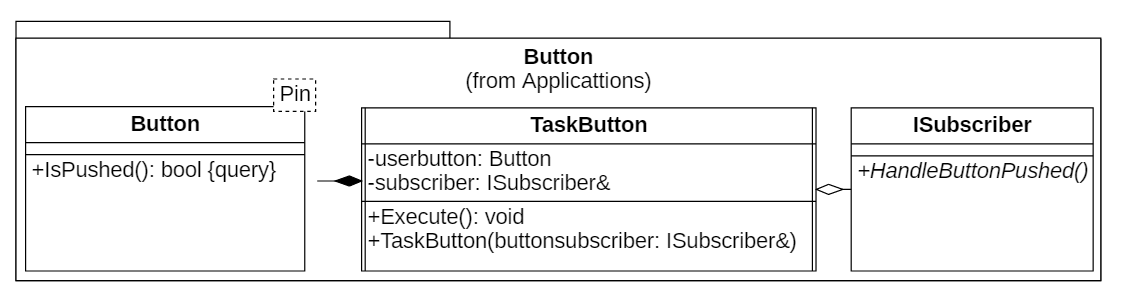 Button
(from Applicattions)
Pin
Button
+IsPushed(): bool {query}
TaskButton
-userbutton: Button
-subscriber: ISubscriber&
+Execute(): void
+TaskButton(buttonsubscriber: ISubscriber&)
ISubscriber
+HandleButtonPushed()